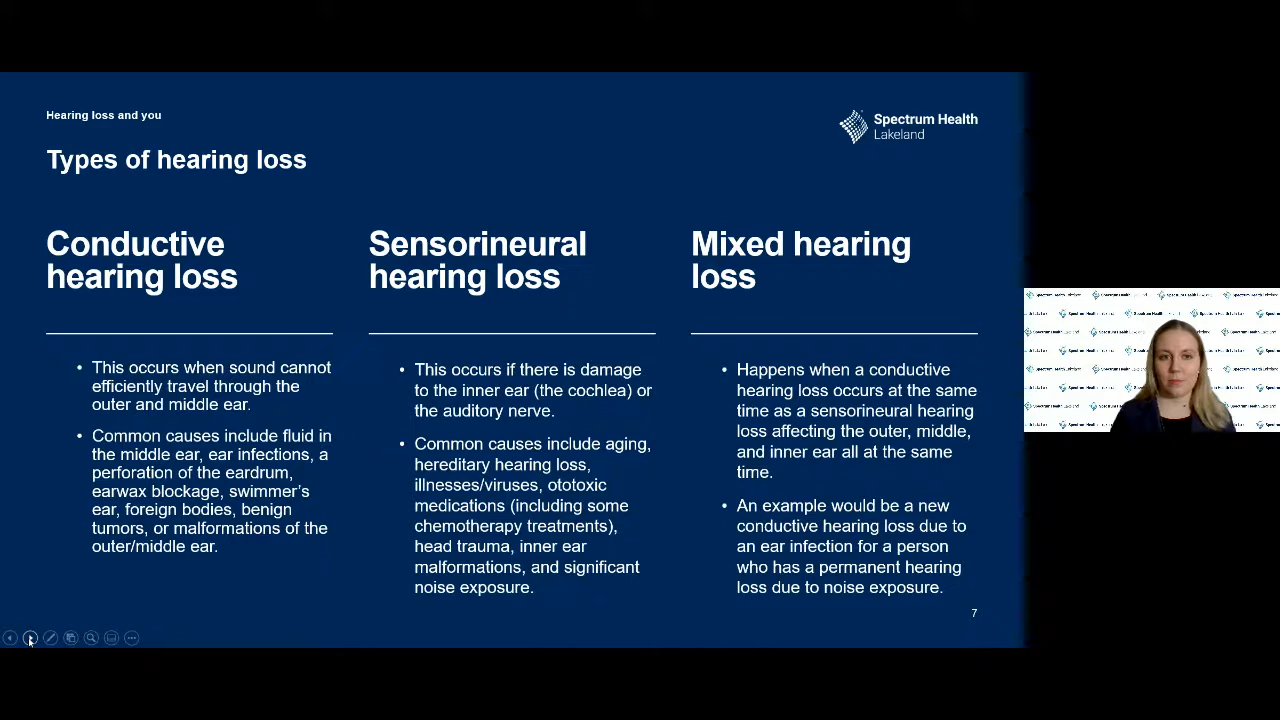 Hearing loss and you
Spectrum Health
Lakeland
Types of hearing loss
Conductive
hearing loss
• This occurs when sound cannot
efficiently travel through the
outer and middle ear.
• Common causes include fluid in
the middle ear, ear infections, a
perforation of the eardrum,
earwax blockage, swimmer's
ear, foreign bodies, benign
tumors, or malformations of the
outer/middle ear.
Sensorineural
hearing loss
• This occurs if there is damage
to the inner ear (the cochlea) or
the auditory nerve.
• Common causes include aging,
hereditary hearing loss,
illnesses/viruses, ototoxic
medications (including some
chemotherapy treatments),
head trauma, inner ear
malformations, and significant
noise exposure.
Mixed hearing
loss
• Happens when a conductive
hearing loss occurs at the same
time as a sensorineural hearing
loss affecting the outer, middle,
and inner ear all at the same
time.
• An example would be a new
conductive hearing loss due to
an ear infection for a person
who has a permanent hearing
loss due to noise exposure.
7